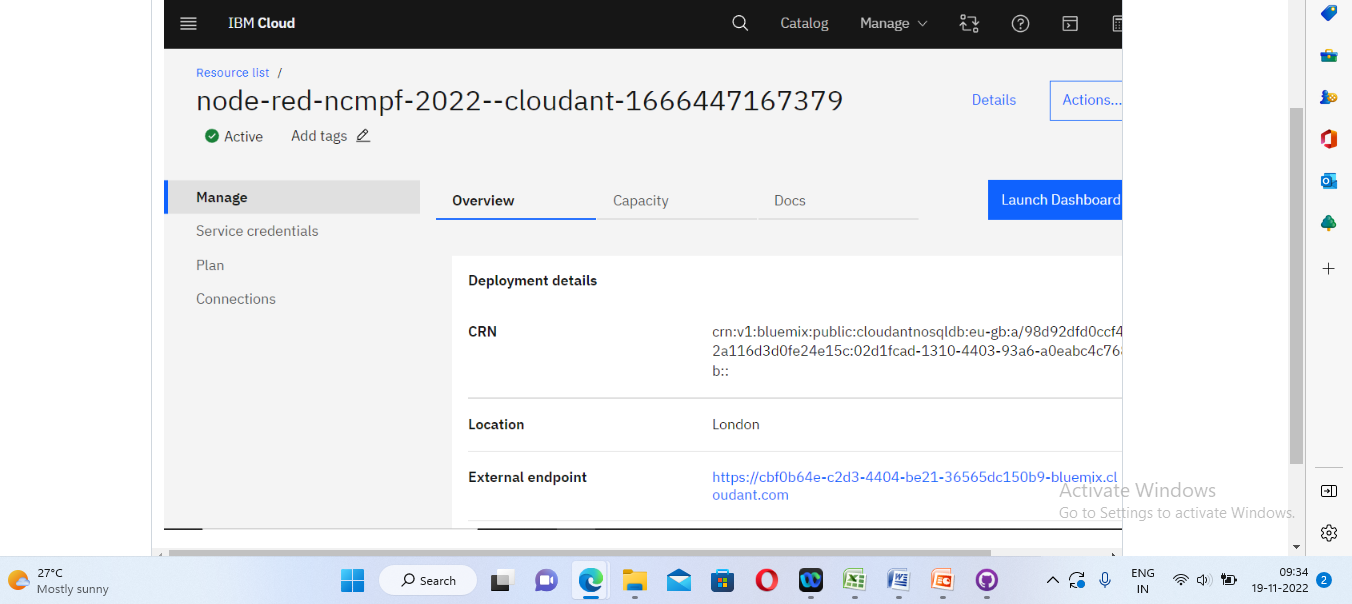 IBM Cloud
Catalog
Manage
Resource list /
node-red-ncmpf-2022--cloudant-1666447167379
Details
Actions...
Active
Add tags
Manage
Overview
Capacity
Docs
Launch Dashboard
Service credentials
Plan
Connections
Deployment details
CRN
crn:v1:bluemix:public:cloudantnosqldb:eu-gb:a/98d92dfd0ccf4
2a116d3d0fe24e15c:02d1fcad-1310-4403-93a6-a0eabc4c768
b::
Location
London
External endpoint
https://cbf0b64e-c2d3-4404-be21-36565dc150b9-bluemix.cl
oudant.com
Activate Windows
Go to Settings to activate Windows.
27°C
Mostly sunny
Search
ENG
IN
09:34
19-11-2022
2